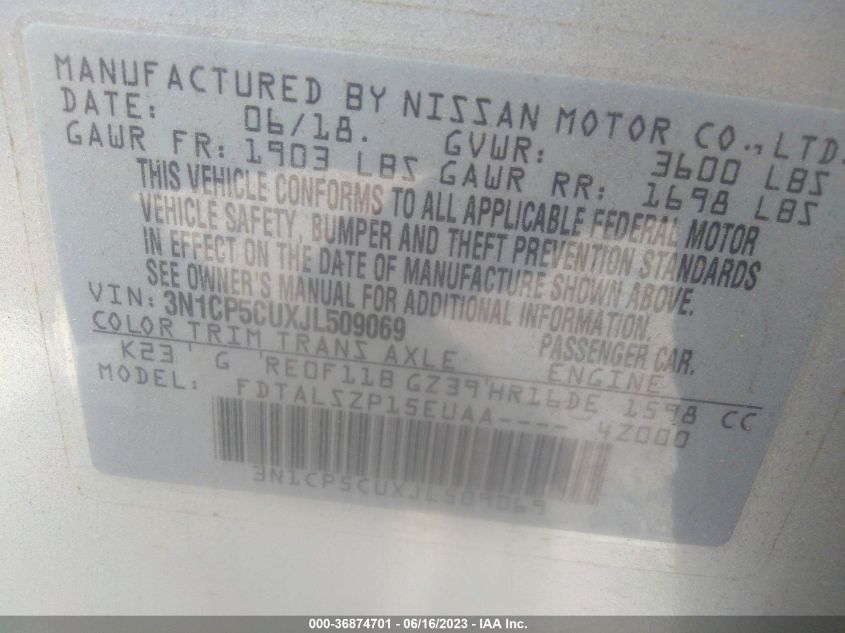 MANUFACTURED BY NISSAN MOTOR CO., LTD.
DATE: 06/18. GVWR: 3600 LBS
GAWR FR: 1903 LBS GAWR RR: 1698 LBS
THIS VEHICLE CONFORMS TO ALL APPLICABLE FEDERAL MOTOR
VEHICLE SAFETY, BUMPER AND THEFT PREVENTION STANDARDS
IN EFFECT ON THE DATE OF MANUFACTURE SHOWN ABOVE.
SEE OWNER'S MANUAL FOR ADDITIONAL INFORMATION.
VIN: 3N1CP5CUXJL509069 PASSENGER CAR.
COLOR TRIM TRANS AXLE ENGINE
K23 G RE0F11B GZ39 HR16DE 1598 CC
MODEL: FDTALSZP15EUAA---- 4Z000
3N1CP5CUXJL509069
000-36874701 - 06/16/2023 - IAA Inc.